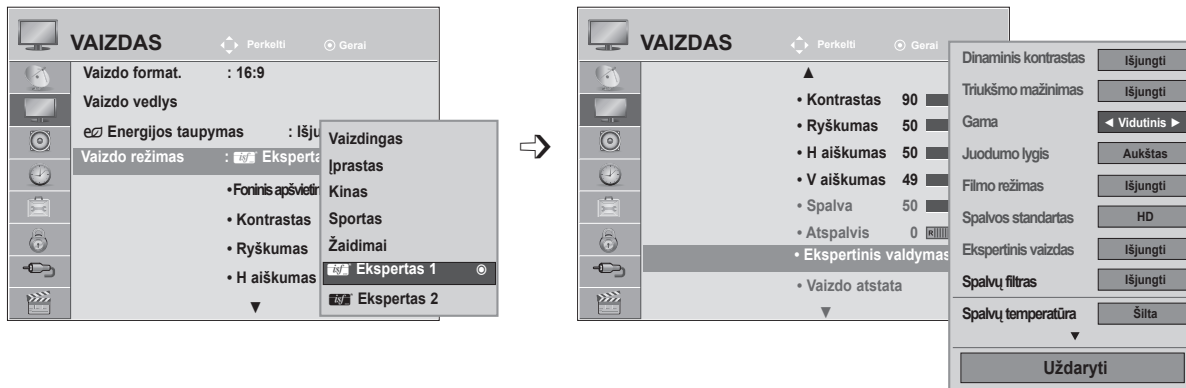 VAIZDAS Perkelti Gerai
Vaizdo format. : 16:9
Vaizdo vedlys
Energijos taupymas : Išju
Vaizdo režimas : isf Eksperta
• Foninis apšvietin
• Kontrastas
• Ryškumas
• H aiškumas
▼
Vaizdingas
Įprastas
Kinas
Sportas
Žaidimai
isf Ekspertas 1
isf Ekspertas 2
VAIZDAS Perkelti Gerai
▲
• Kontrastas 90
• Ryškumas 50
• H aiškumas 50
• V aiškumas 49
• Spalva 50
• Atspalvis 0 R
• Ekspertinis valdymas
• Vaizdo atstata
▼
Dinaminis kontrastas Išjungti
Triukšmo mažinimas Išjungti
Gama ◄ Vidutinis ►
Juodumo lygis Aukštas
Filmo režimas Išjungti
Spalvos standartas HD
Ekspertinis vaizdas Išjungti
Spalvų filtras Išjungti
Spalvų temperatūra Šilta
▼
Uždaryti